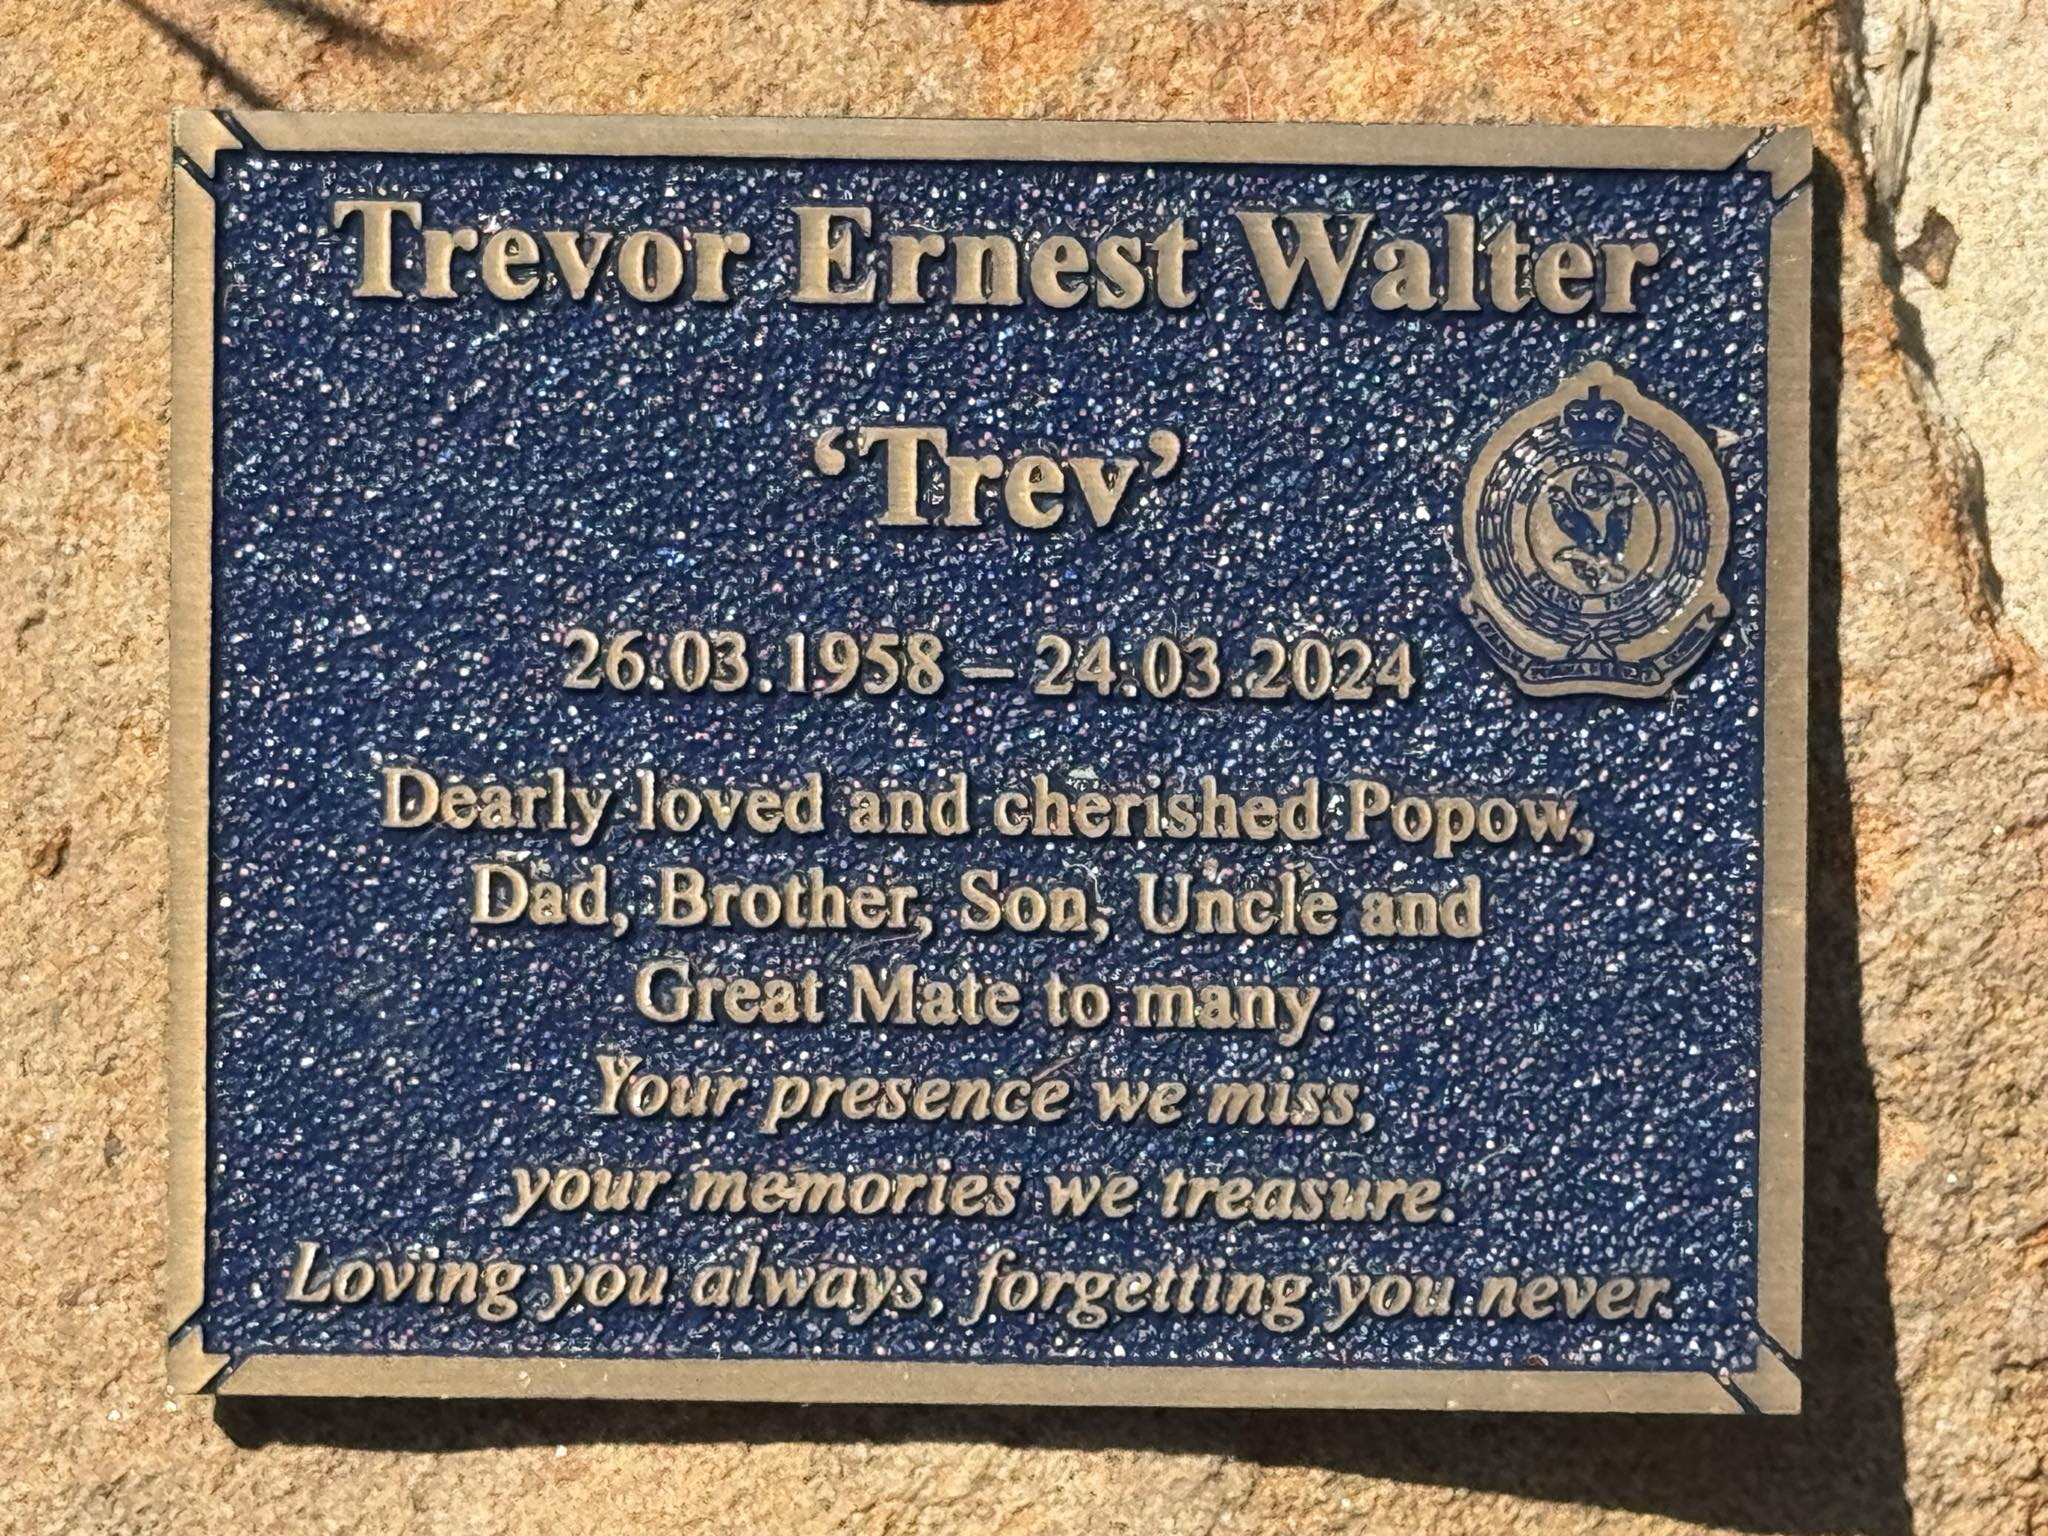 Trevor Ernest Walter
‘Trev’
26.03.1958 – 24.03.2024
Dearly loved and cherished Popow,
Dad, Brother, Son, Uncle and
Great Mate to many.
Your presence we miss,
your memories we treasure.
Loving you always, forgetting you never.